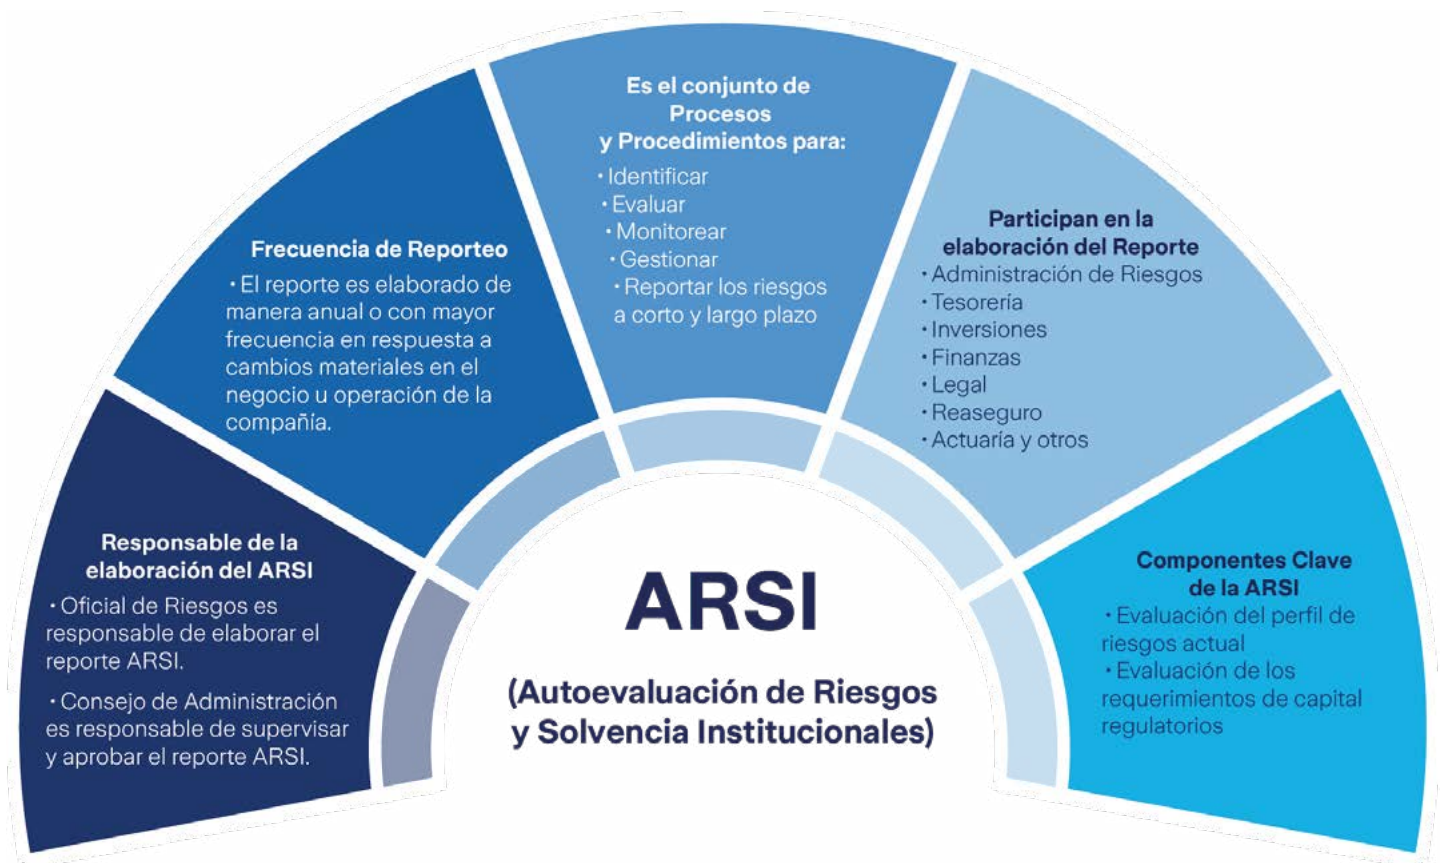 Responsable de la
elaboración del ARSI
· Oficial de Riesgos es
responsable de elaborar el
reporte ARSI.
· Consejo de Administración
es responsable de supervisar
y aprobar el reporte ARSI.
Frecuencia de Reporteo
· El reporte es elaborado de
manera anual o con mayor
frecuencia en respuesta a
cambios materiales en el
negocio u operación de la
compañía.
Es el conjunto de
Procesos
y Procedimientos para:
· Identificar
· Evaluar
· Monitorear
· Gestionar
· Reportar los riesgos
a corto y largo plazo
Participan en la
elaboración del Reporte
· Administración de Riesgos
· Tesorería
· Inversiones
· Finanzas
· Legal
· Reaseguro
· Actuaría y otros
Componentes Clave
de la ARSI
· Evaluación del perfil de
riesgos actual
· Evaluación de los
requerimientos de capital
regulatorios
ARSI
(Autoevaluación de Riesgos
y Solvencia Institucionales)